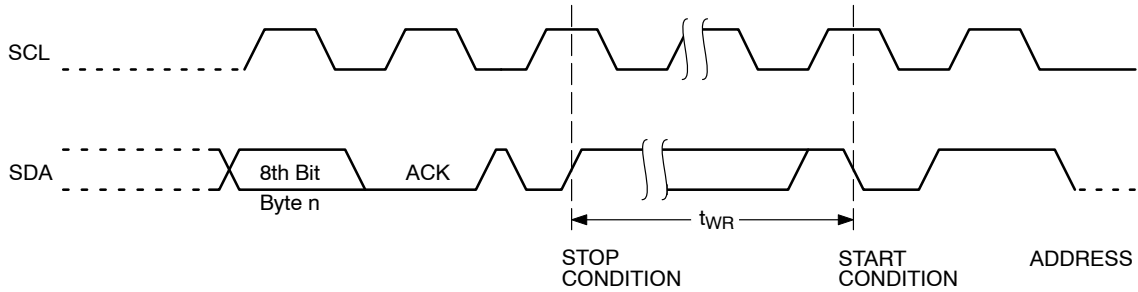 SCL
SDA
8th Bit
Byte n
ACK
tWR
STOP
CONDITION
START
CONDITION
ADDRESS